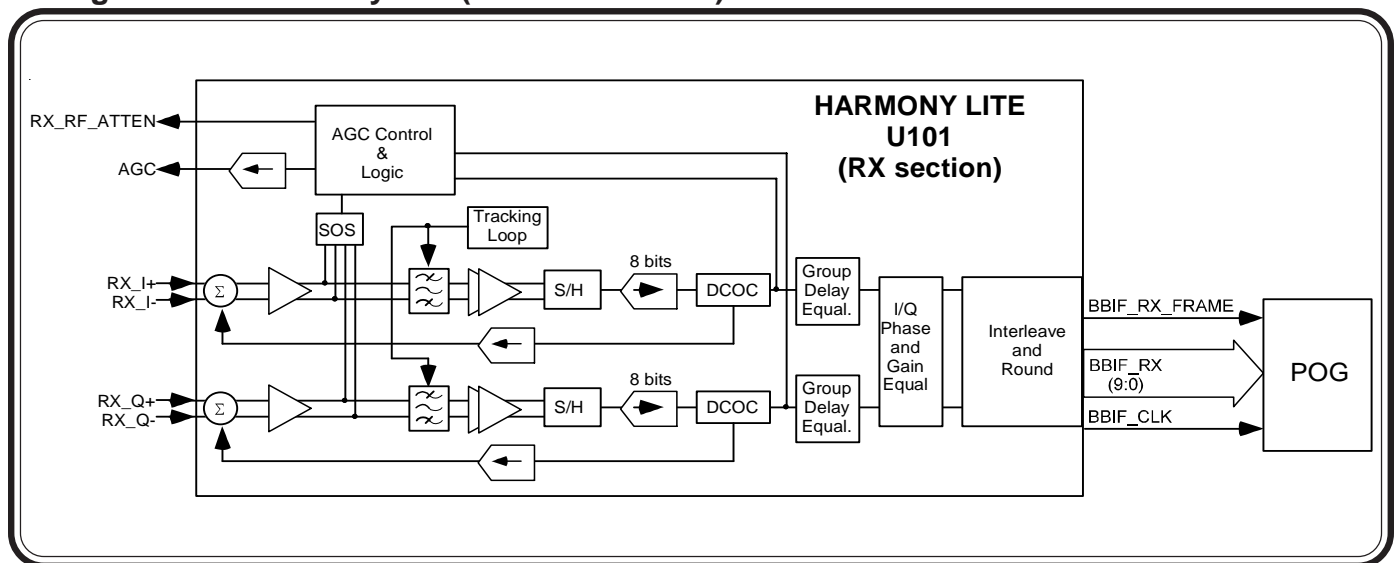 HARMONY LITE
U101
(RX section)
RX_RF_ATTEN
AGC
AGC Control
&
Logic
SOS
Tracking
Loop
RX_I+
RX_I-
Σ
S/H
8 bits
DCOC
Group
Delay
Equal.
I/Q
Phase
and
Gain
Equal
Interleave
and
Round
BBIF_RX_FRAME
BBIF_RX
(9:0)
BBIF_CLK
POG
RX_Q+
RX_Q-
Σ
S/H
8 bits
DCOC
Group
Delay
Equal.